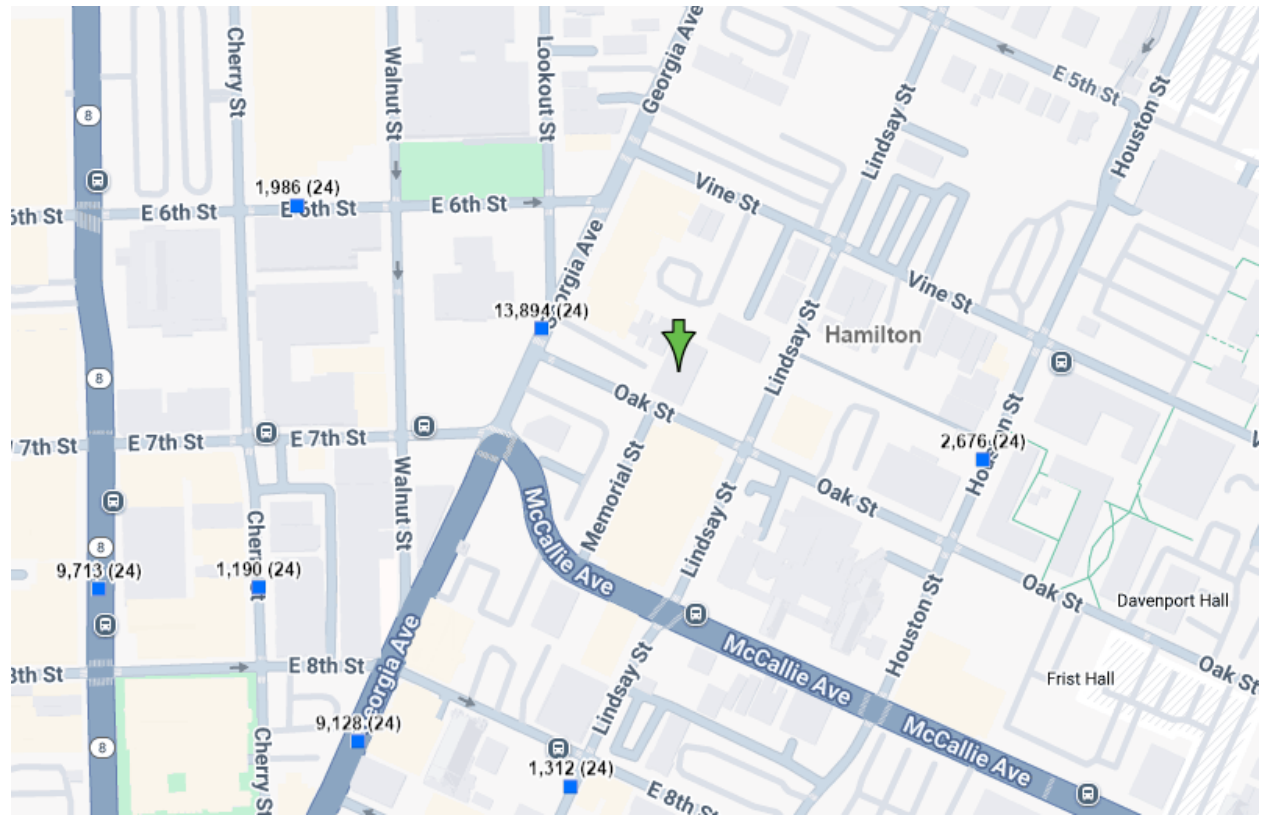 Cherry St
Walnut St
Lookout St
Georgia Ave
Lindsay St
E 5th St
Houston St
8
1,986 (24)
E 6th St
E 6th St
E 6th St
Vine St
Georgia Ave
Vine St
13,894 (24)
Hamilton
Lindsay St
8
Oak St
E 7th St
E 7th St
7th St
2,676 (24)
Houston St
Walnut St
Memorial St
McCallie Ave
Lindsay St
Oak St
Cherry St
8
9,713 (24)
1,190 (24)
Oak St
Davenport Hall
Houston St
8th St
E 8th St
Georgia Ave
Lindsay St
McCallie Ave
Frist Hall
Oak St
9,128 (24)
8
Cherry St
McCallie Ave
1,312 (24)
E 8th St